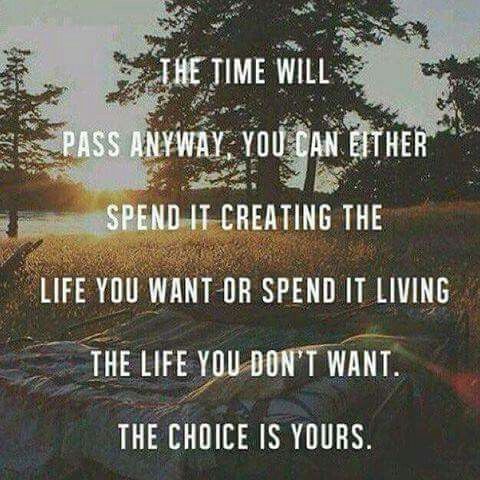 THE TIME WILL
PASS ANYWAY, YOU CAN EITHER
SPEND IT CREATING THE
LIFE YOU WANT OR SPEND IT LIVING
THE LIFE YOU DON'T WANT.
THE CHOICE IS YOURS.